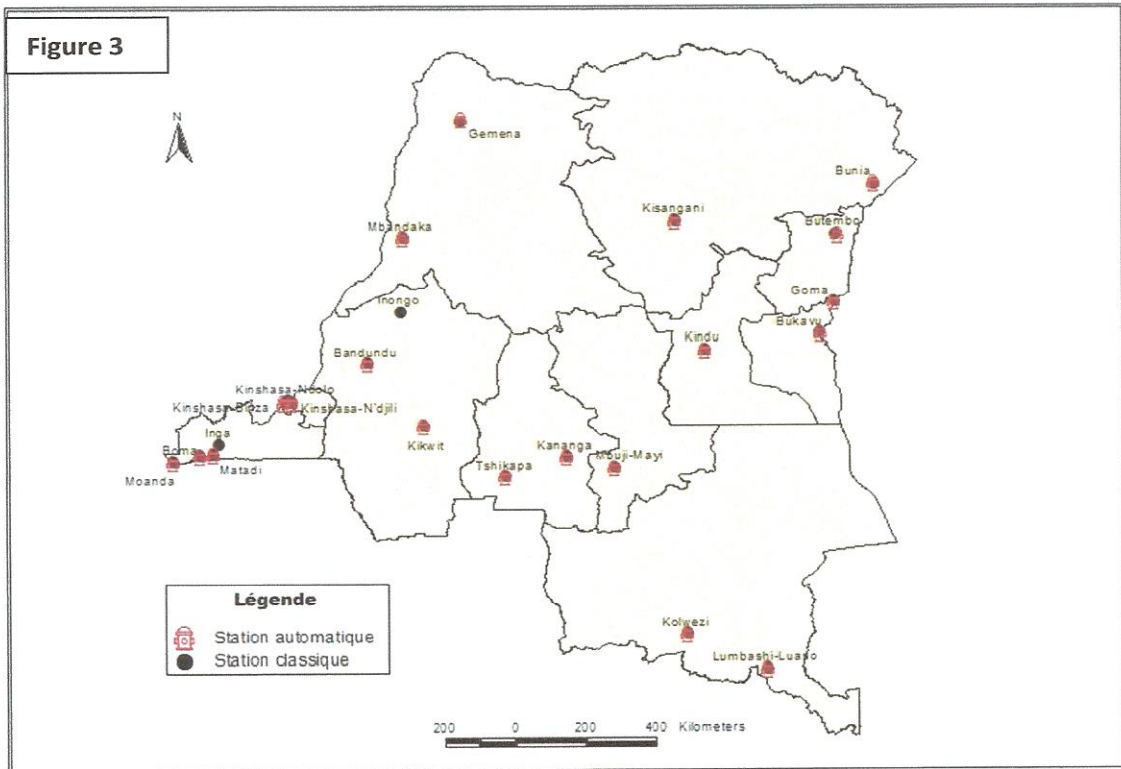 Figure 3
N
Gemena
Bunia
Kisangani
Butembo
Mbandaka
Goma
Inongo
Bukavu
Kindu
Bandundu
Kinshasa-Ndolo
Kinshasa-Binza
Kinshasa-N'djili
Inga
Kikwit
Boma
Kananga
Mbuji-Mayi
Matadi
Tshikapa
Moanda
Légende
Station automatique
Station classique
Kolwezi
Lumbashi-Luano
200 0 200 400 Kilometers